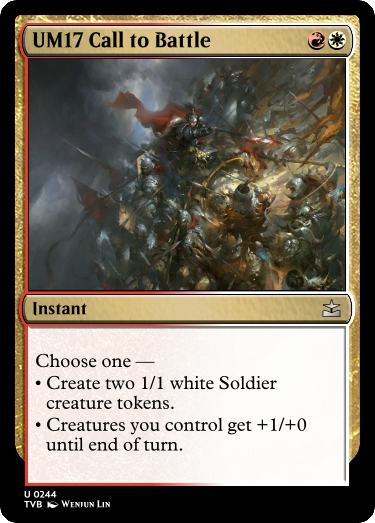 UM17 Call to Battle
Instant
Choose one —
• Create two 1/1 white Soldier
creature tokens.
• Creatures you control get +1/+0
until end of turn.
U 0244
TVB Wenjun Lin